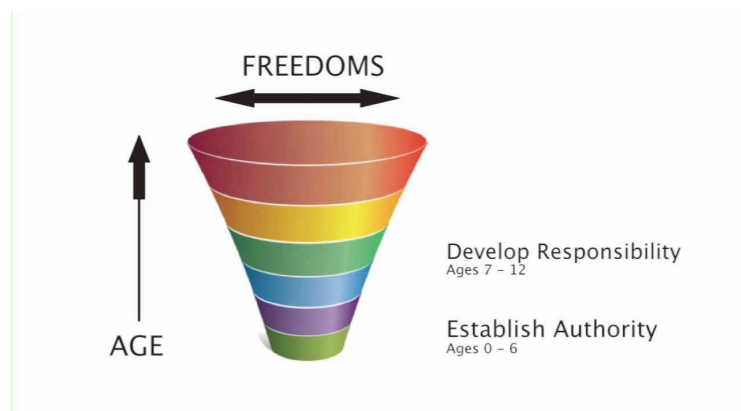 FREEDOMS
Develop Responsibility
Ages 7 – 12
Establish Authority
Ages 0 – 6
AGE